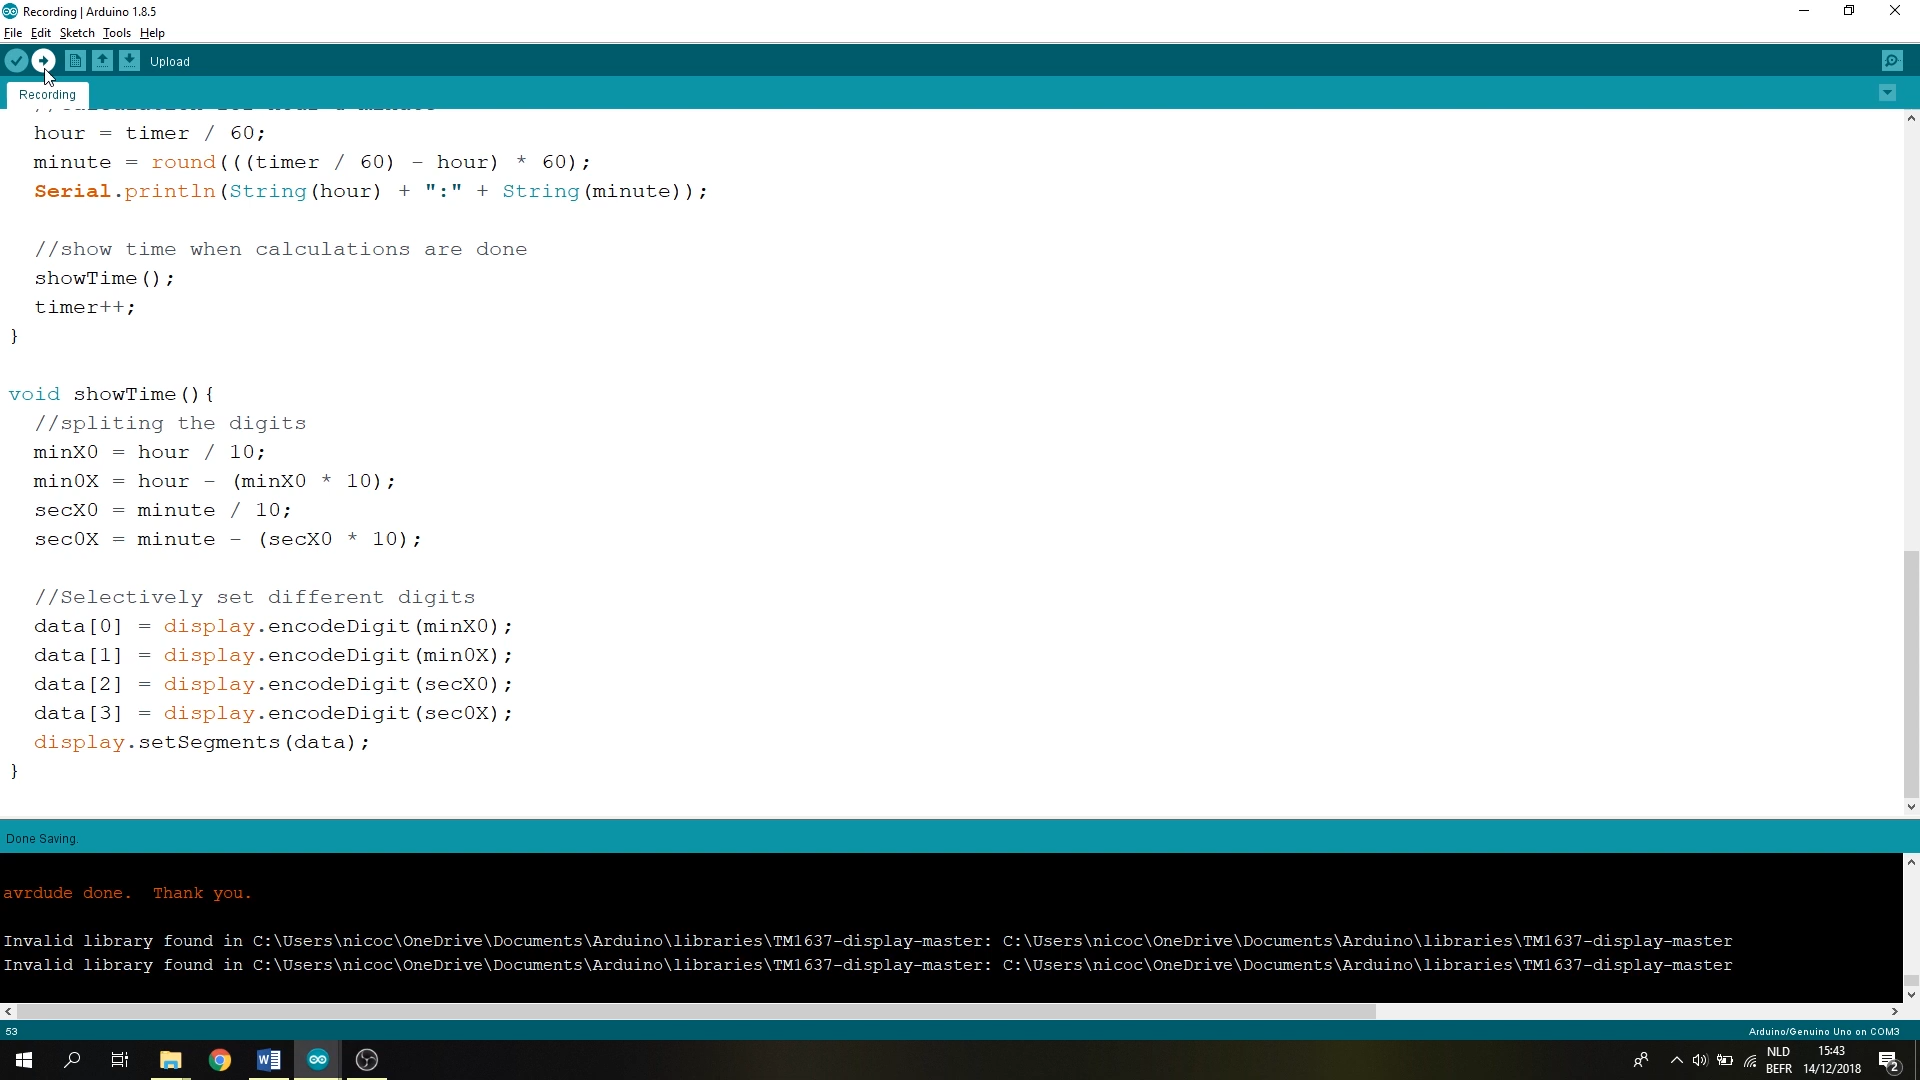 Recording | Arduino 1.8.5
File Edit Sketch Tools Help
Upload
Recording
hour = timer / 60;
minute = round(((timer / 60) - hour) * 60);
Serial.println(String(hour) + ":" + String(minute));
//show time when calculations are done
showTime();
timer++;
}
void showTime(){
//spliting the digits
minX0 = hour / 10;
min0X = hour - (minX0 * 10);
secX0 = minute / 10;
sec0X = minute - (secX0 * 10);
//Selectively set different digits
data[0] = display.encodeDigit(minX0);
data[1] = display.encodeDigit(min0X);
data[2] = display.encodeDigit(secX0);
data[3] = display.encodeDigit(sec0X);
display.setSegments(data);
}
Done Saving.
avrdude done.  Thank you.
Invalid library found in C:\Users\nicoc\OneDrive\Documents\Arduino\libraries\TM1637-display-master: C:\Users\nicoc\OneDrive\Documents\Arduino\libraries\TM1637-display-master
Invalid library found in C:\Users\nicoc\OneDrive\Documents\Arduino\libraries\TM1637-display-master: C:\Users\nicoc\OneDrive\Documents\Arduino\libraries\TM1637-display-master
53
Arduino/Genuino Uno on COM3
NLD 15:43
BEFR 14/12/2018 2